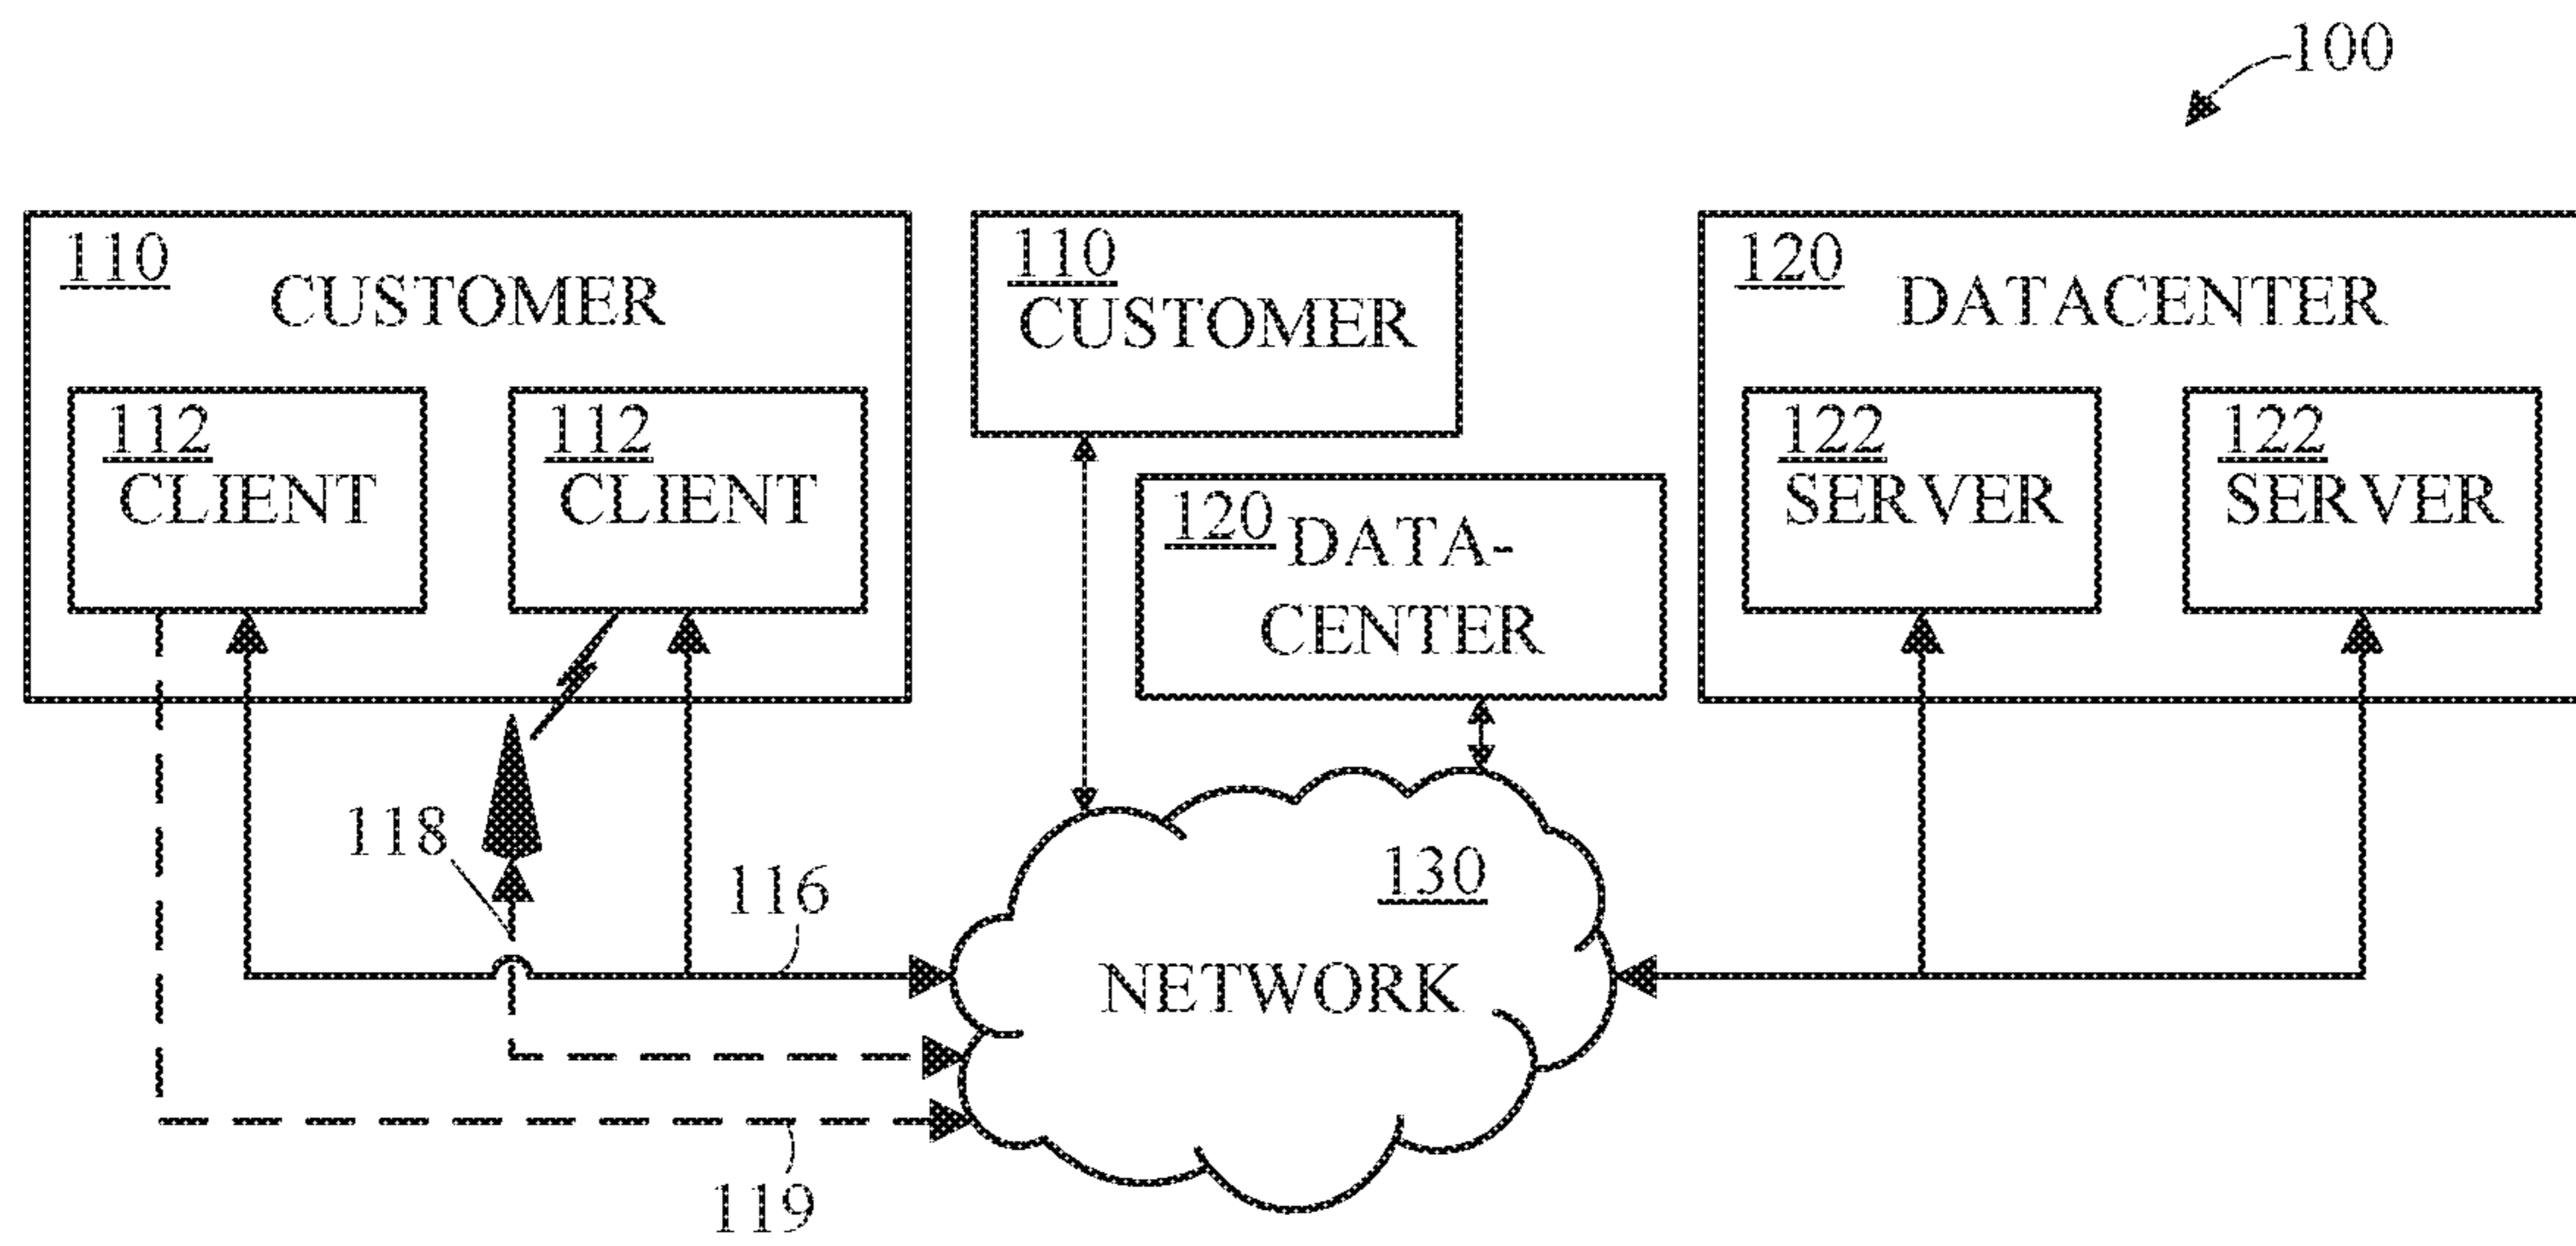 100
110
CUSTOMER
112
CLIENT
112
CLIENT
110
CUSTOMER
120 DATA-
CENTER
120
DATACENTER
122
SERVER
122
SERVER
118
116
130
NETWORK
119